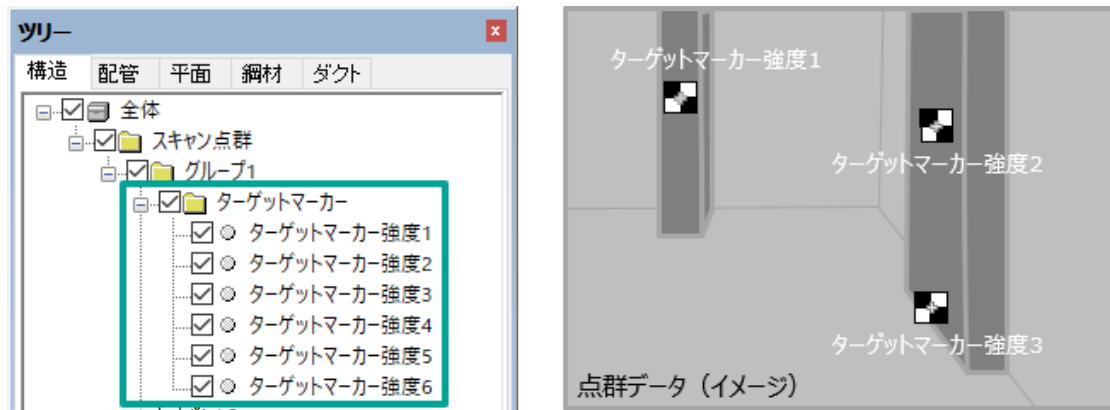 ツリー
構造 配管 平面 鋼材 ダクト
全体
スキャン点群
グループ1
ターゲットマーカー
ターゲットマーカー強度1
ターゲットマーカー強度2
ターゲットマーカー強度3
ターゲットマーカー強度4
ターゲットマーカー強度5
ターゲットマーカー強度6
ターゲットマーカー強度1
ターゲットマーカー強度2
ターゲットマーカー強度3
点群データ（イメージ）